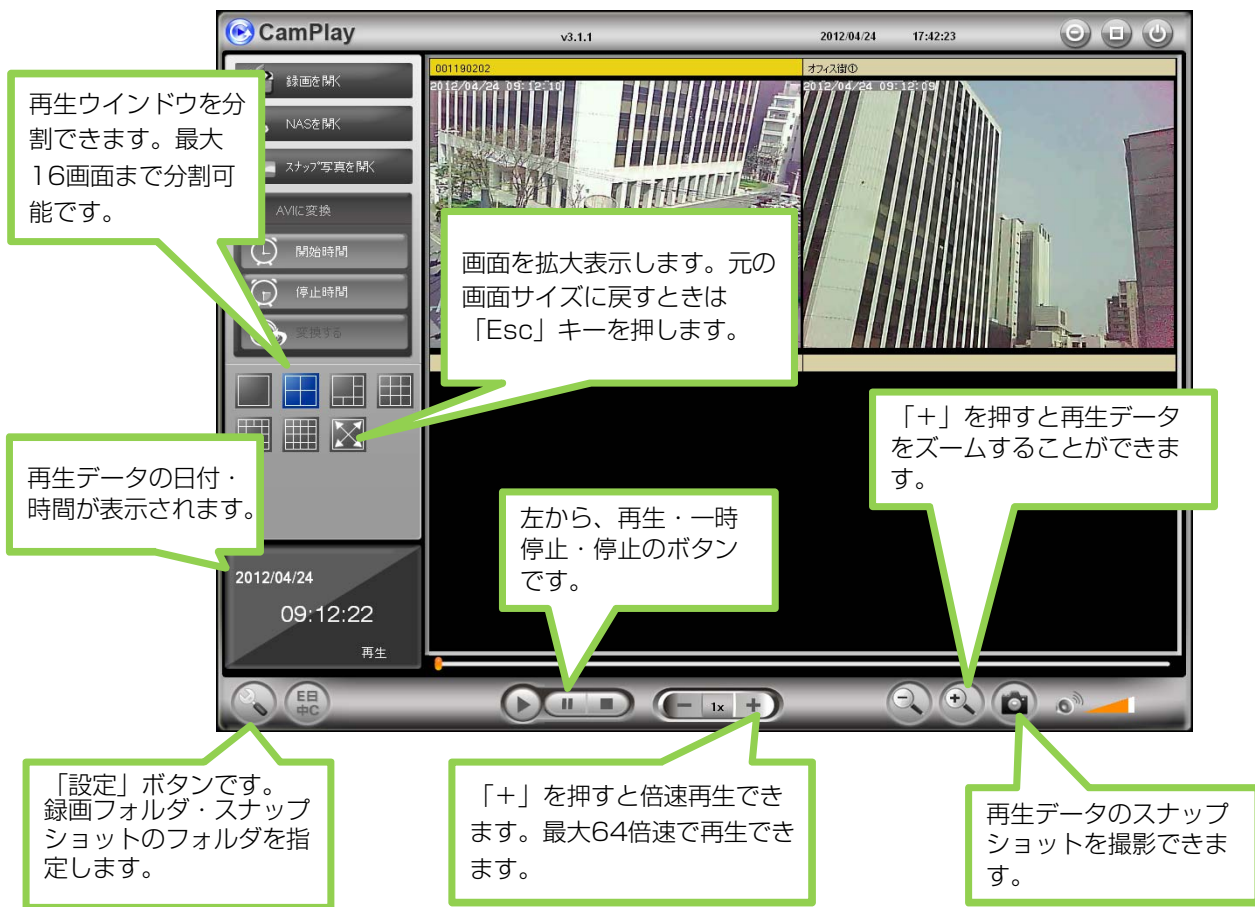 CamPlay
v3.1.1
2012/04/24
17:42:23
録画を開く
NASを開く
スナップ写真を開く
AVIに変換
開始時間
停止時間
変換する
001190202
オフィス街①
2012/04/24 09:12:10
2012/04/24 09:12:09
再生ウインドウを分
割できます。最大
16画面まで分割可
能です。
画面を拡大表示します。元の
画面サイズに戻すときは
「Esc」キーを押します。
「+」を押すと再生データ
をズームすることができま
す。
再生データの日付・
時間が表示されます。
左から、再生・一時
停止・停止のボタン
です。
2012/04/24
09:12:22
再生
E日
中C
1x
「設定」ボタンです。
録画フォルダ・スナップ
ショットのフォルダを指
定します。
「+」を押すと倍速再生でき
ます。最大64倍速で再生でき
ます。
再生データのスナップ
ショットを撮影できま
す。